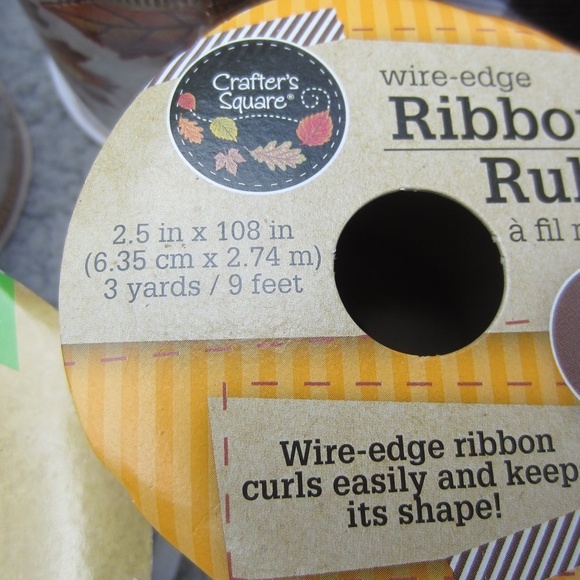 Crafter's
Square®
wire-edge
2.5 in x 108 in
(6.35 cm x 2.74 m)
3 yards / 9 feet
à fil
Wire-edge ribbon
curls easily and keep
its shape!